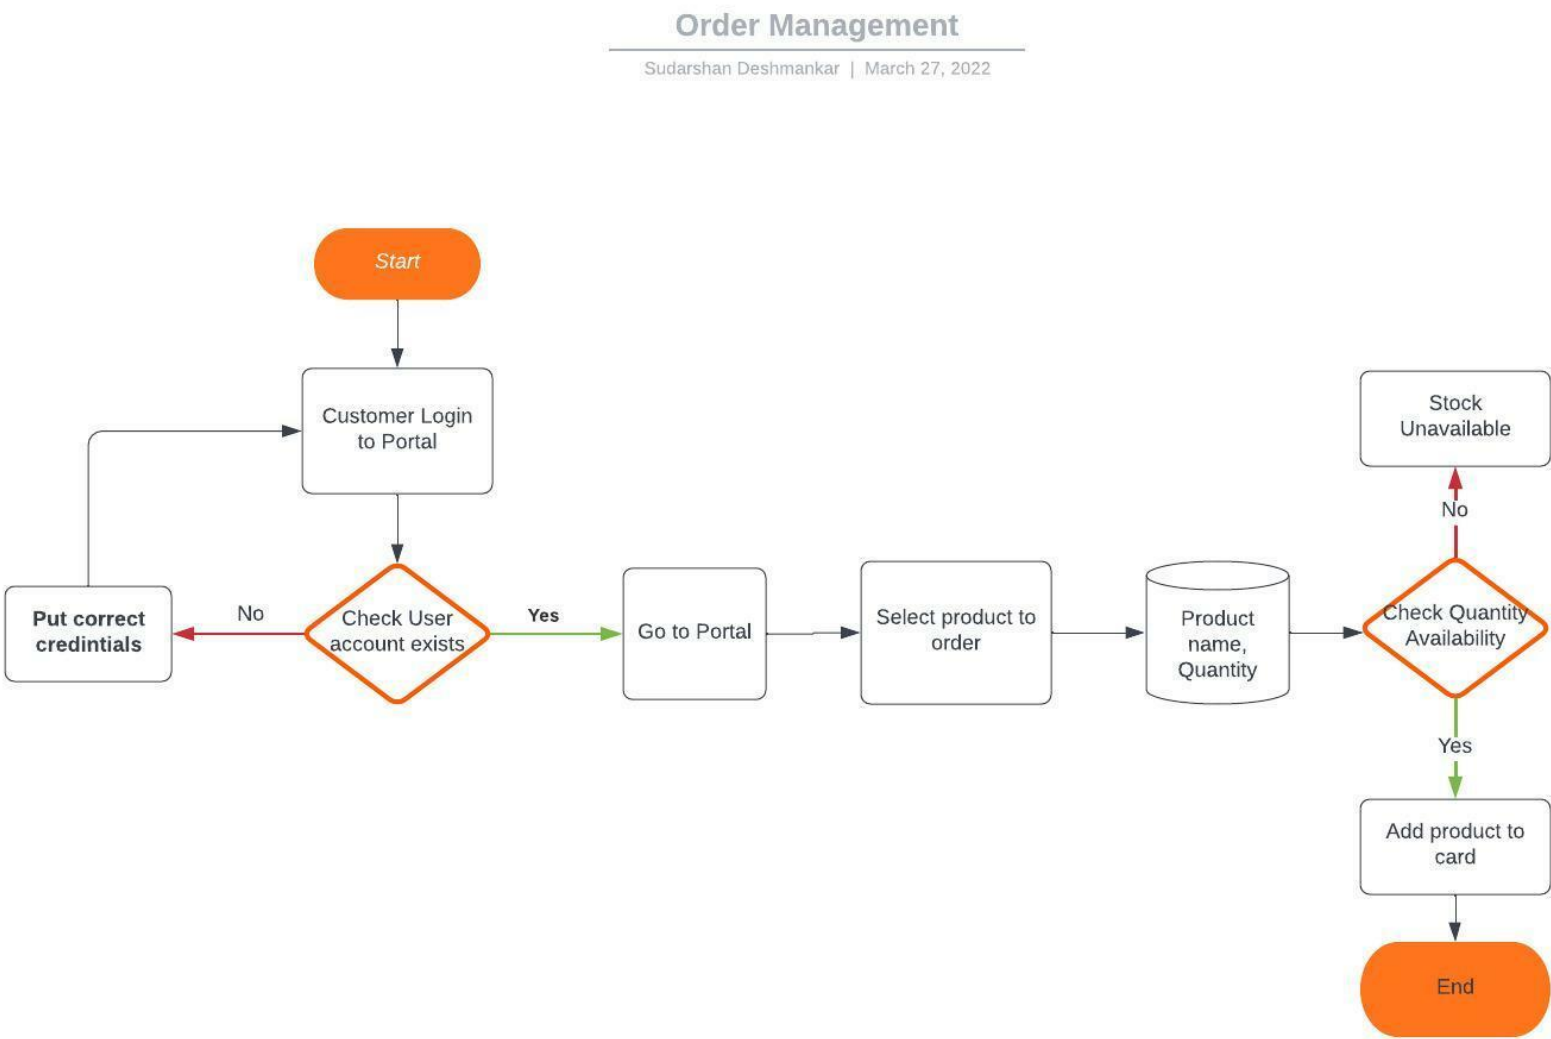 Order Management
Sudarshan Deshmankar | March 27, 2022
Start
Customer Login
to Portal
Put correct
credintials
No
Check User
account exists
Yes
Go to Portal
Select product to
order
Product
name,
Quantity
Check Quantity
Availability
No
Stock
Unavailable
Yes
Add product to
card
End